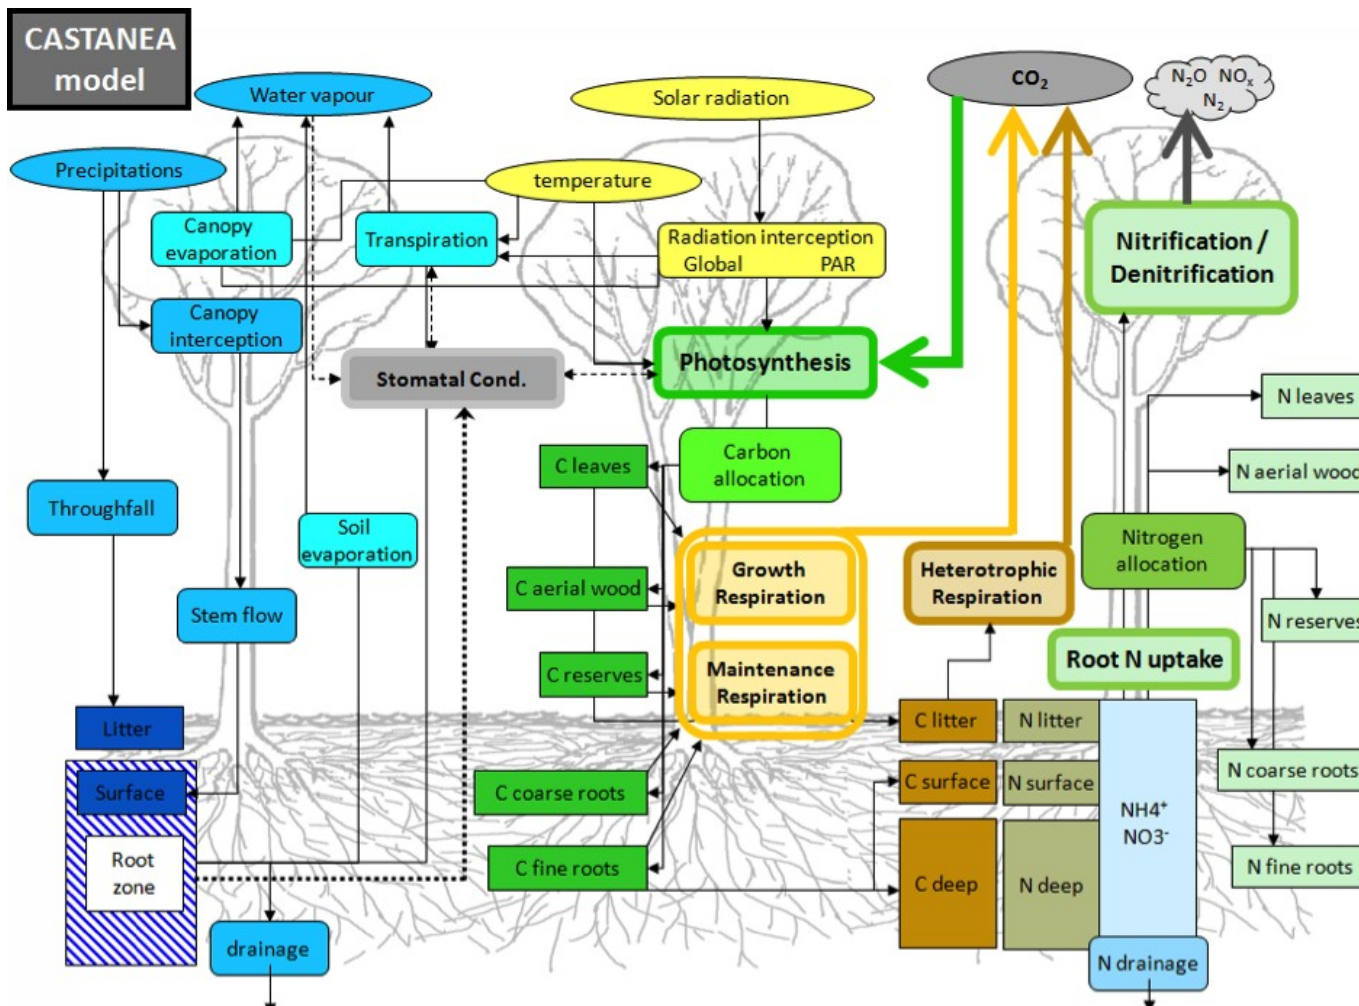 CASTANEA
model
Water vapour
Solar radiation
CO₂
N₂O NOₓ
N₂
Precipitations
temperature
Canopy
evaporation
Transpiration
Radiation interception
Global PAR
Nitrification /
Denitrification
Canopy
interception
Stomatal Cond.
Photosynthesis
N leaves
C leaves
Carbon
allocation
N aerial wood
Throughfall
Soil
evaporation
Nitrogen
allocation
Growth
Respiration
Heterotrophic
Respiration
C aerial wood
Stem flow
N reserves
Root N uptake
C reserves
Maintenance
Respiration
Litter
C litter
N litter
Surface
C coarse roots
C surface
N surface
N coarse roots
NH4⁺
NO3⁻
Root
zone
C fine roots
C deep
N deep
N fine roots
drainage
N drainage